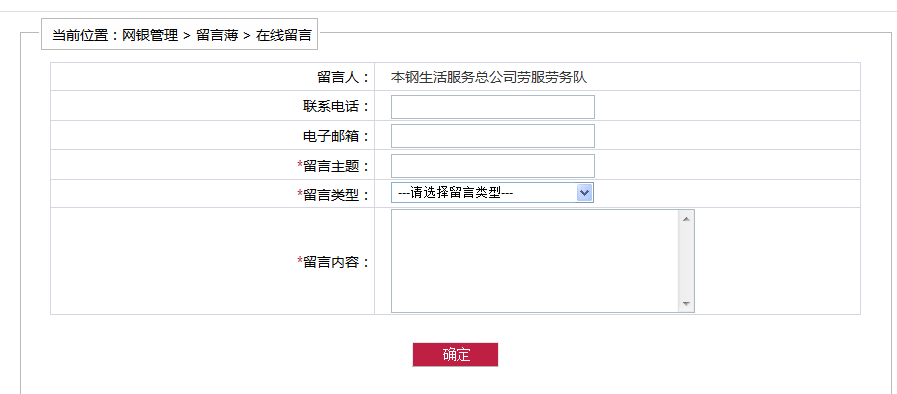 当前位置：网银管理 > 留言薄 > 在线留言
留言人： 本钢生活服务总公司劳服劳务队
联系电话：
电子邮箱：
*留言主题：
*留言类型： ---请选择留言类型---
*留言内容：
确定